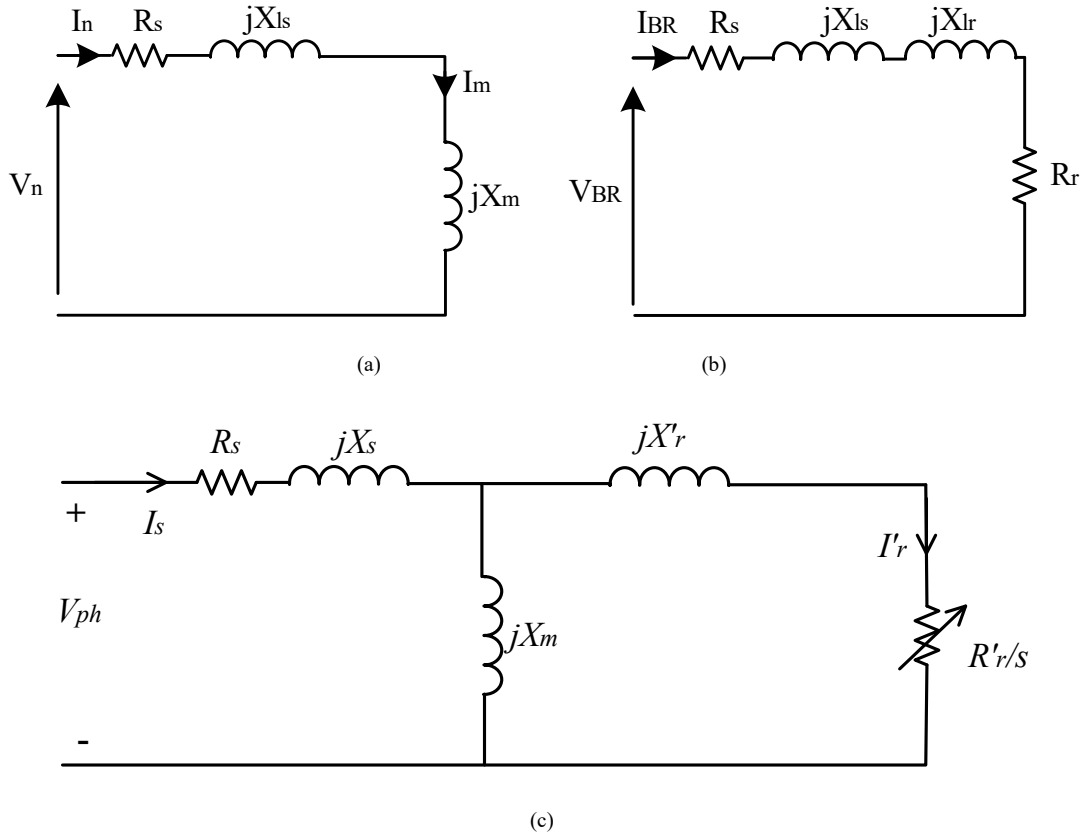 In Rs jXls
Im
Vn
jXm
(a)
IBR Rs jXls jXlr
VBR
Rr
(b)
Rs jXs jX'r
+
Is
I'r
Vph
jXm
R'r/s
-
(c)